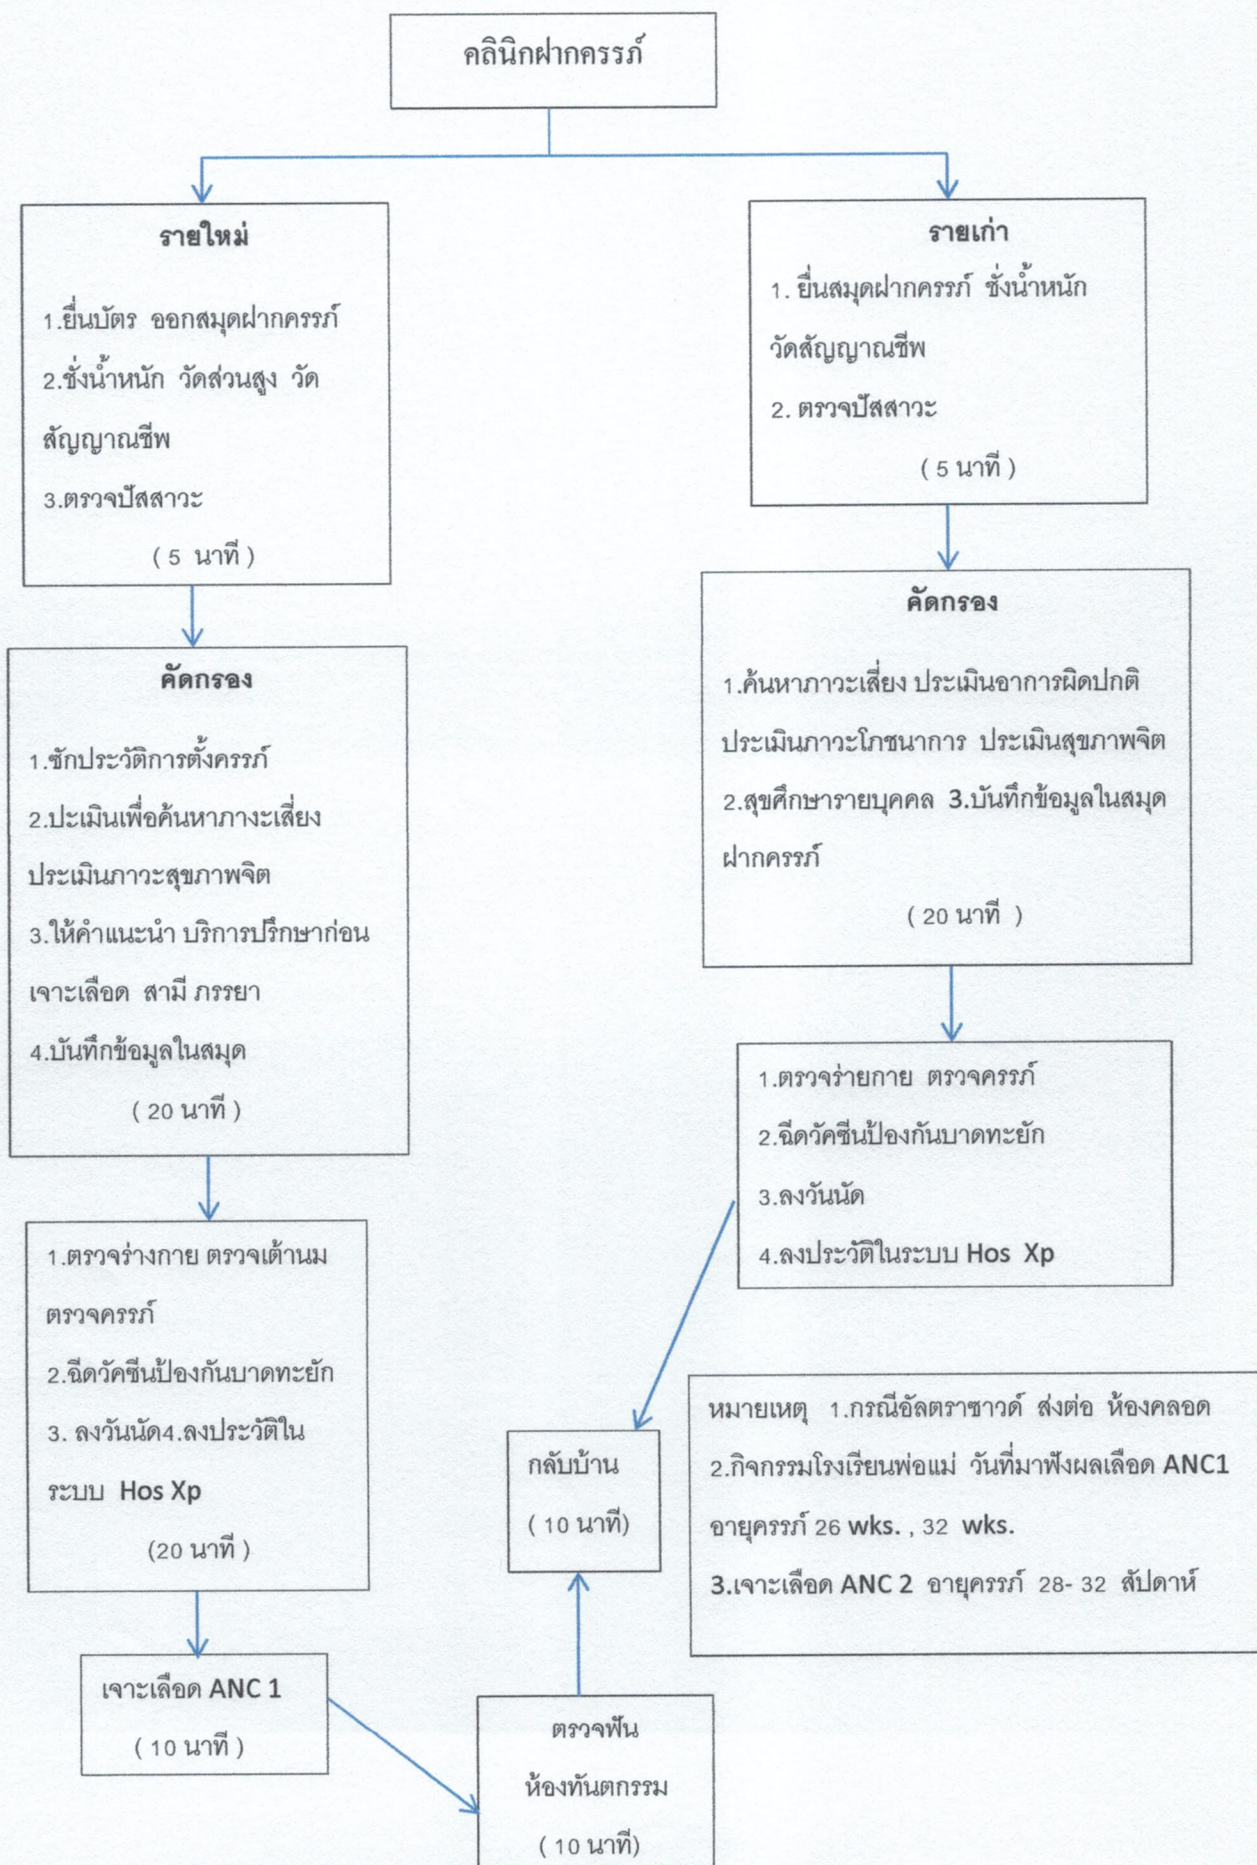 คลินิกฝากครรภ์
รายใหม่
1.ยื่นบัตร ออกสมุดฝากครรภ์
2.ชั่งน้ำหนัก วัดส่วนสูง วัด
สัญญาณชีพ
3.ตรวจปัสสาวะ
( 5 นาที )
คัดกรอง
1.ซักประวัติการตั้งครรภ์
2.ปะเมินเพื่อค้นหาภางะเสี่ยง
ประเมินภาวะสุขภาพจิต
3.ให้คำแนะนำ บริการปรึกษาก่อน
เจาะเลือด สามี ภรรยา
4.บันทึกข้อมูลในสมุด
( 20 นาที )
1.ตรวจร่างกาย ตรวจเต้านม
ตรวจครรภ์
2.ฉีดวัคซีนป้องกันบาดทะยัก
3. ลงวันนัด4.ลงประวัติใน
ระบบ Hos Xp
(20 นาที )
เจาะเลือด ANC 1
( 10 นาที )
ตรวจฟัน
ห้องทันตกรรม
( 10 นาที)
กลับบ้าน
( 10 นาที)
รายเก่า
1. ยื่นสมุดฝากครรภ์ ชั่งน้ำหนัก
วัดสัญญาณชีพ
2. ตรวจปัสสาวะ
( 5 นาที )
คัดกรอง
1.ค้นหาภาวะเสี่ยง ประเมินอาการผิดปกติ
ประเมินภาวะโภชนาการ ประเมินสุขภาพจิต
2.สุขศึกษารายบุคคล 3.บันทึกข้อมูลในสมุด
ฝากครรภ์
( 20 นาที )
1.ตรวจร่ายกาย ตรวจครรภ์
2.ฉีดวัคซีนป้องกันบาดทะยัก
3.ลงวันนัด
4.ลงประวัติในระบบ Hos Xp
หมายเหตุ 1.กรณีอัลตราซาวด์ ส่งต่อ ห้องคลอด
2.กิจกรรมโรงเรียนพ่อแม่ วันที่มาฟังผลเลือด ANC1
อายุครรภ์ 26 wks. , 32 wks.
3.เจาะเลือด ANC 2 อายุครรภ์ 28- 32 สัปดาห์